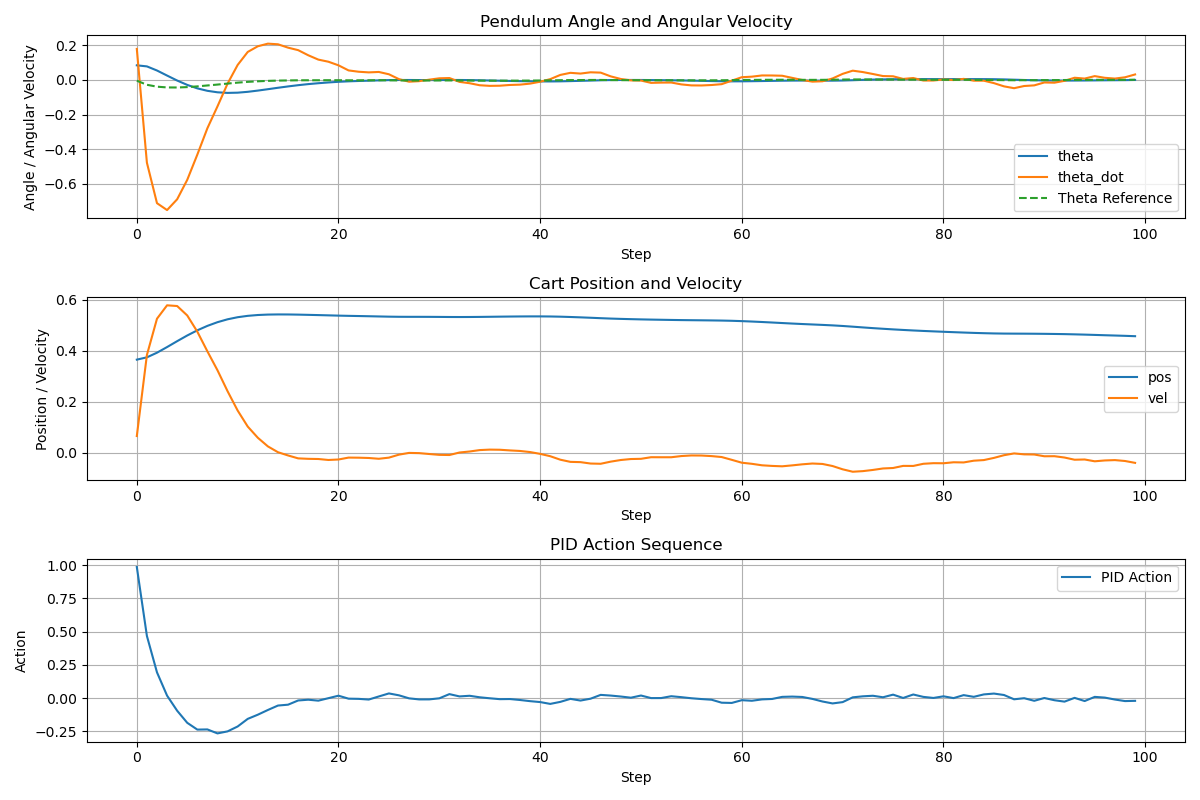 Pendulum Angle and Angular Velocity
Angle / Angular Velocity
0.2
0.0
−0.2
−0.4
−0.6
theta
theta_dot
Theta Reference
0 20 40 60 80 100
Step
Cart Position and Velocity
Position / Velocity
0.6
0.4
0.2
0.0
pos
vel
0 20 40 60 80 100
Step
PID Action Sequence
Action
1.00
0.75
0.50
0.25
0.00
−0.25
PID Action
0 20 40 60 80 100
Step